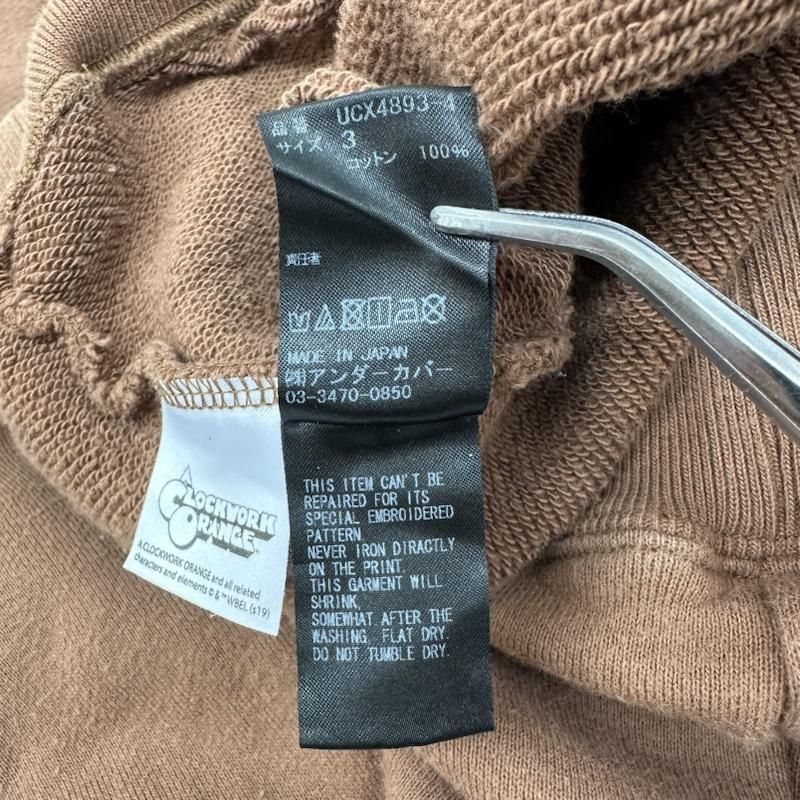 品番 UCX4893-4
サイズ 3
コットン 100%
責任者
MADE IN JAPAN
㈱アンダーカバー
03-3470-0850
THIS ITEM CAN'T BE
REPAIRED FOR ITS
SPECIAL EMBROIDERED
PATTERN.
NEVER IRON DIRACTLY
ON THE PRINT.
THIS GARMENT WILL
SHRINK,
SOMEWHAT AFTER THE
WASHING. FLAT DRY.
DO NOT TUMBLE DRY.
A
CLOCKWORK
ORANGE
A CLOCKWORK ORANGE and all related
characters and elements © & ™ WBEI. (s19)